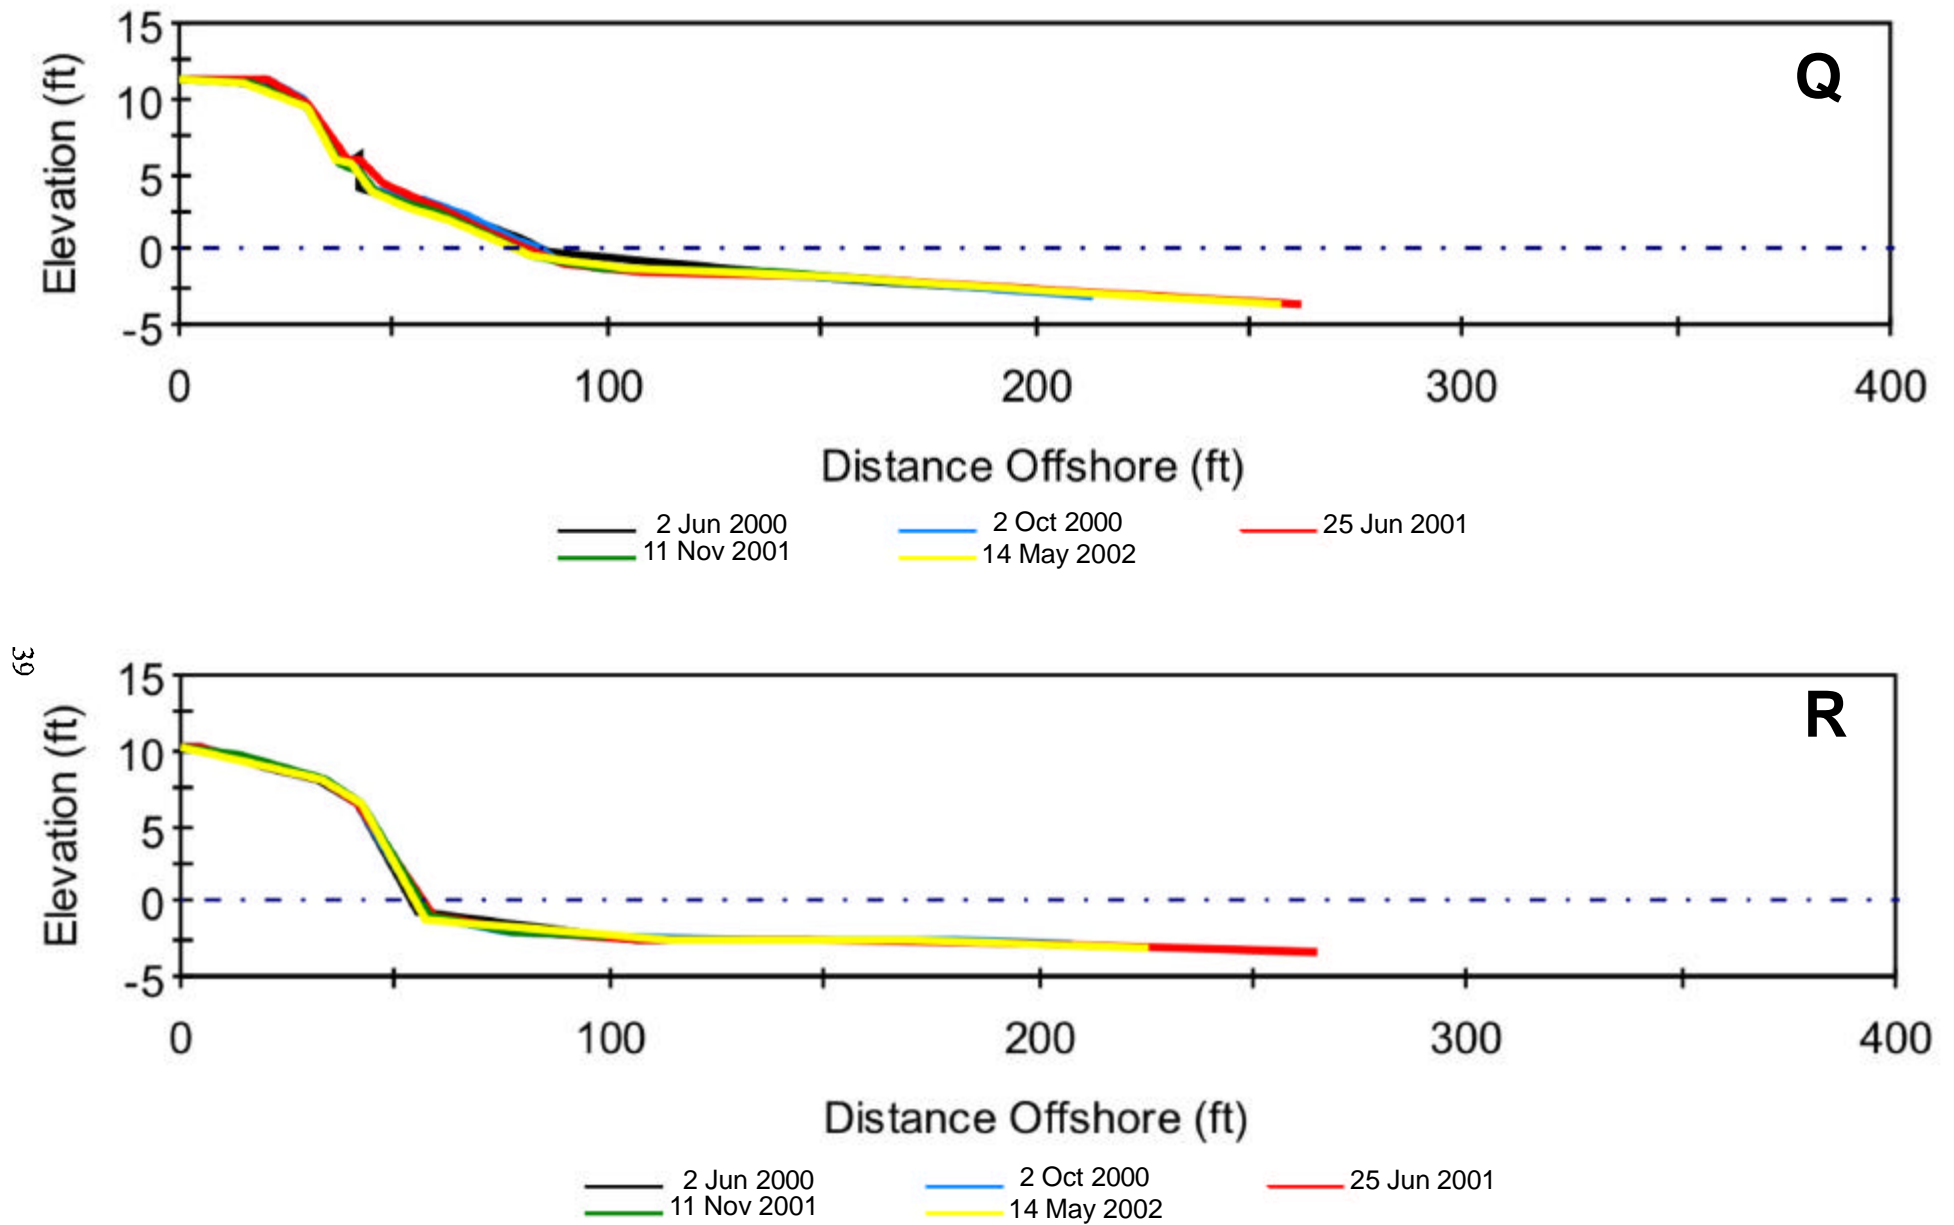 15
Q
10
5
0
-5
Elevation (ft)
0 100 200 300 400
Distance Offshore (ft)
2 Jun 2000 2 Oct 2000 25 Jun 2001
11 Nov 2001 14 May 2002
39
15
R
10
5
0
-5
Elevation (ft)
0 100 200 300 400
Distance Offshore (ft)
2 Jun 2000 2 Oct 2000 25 Jun 2001
11 Nov 2001 14 May 2002